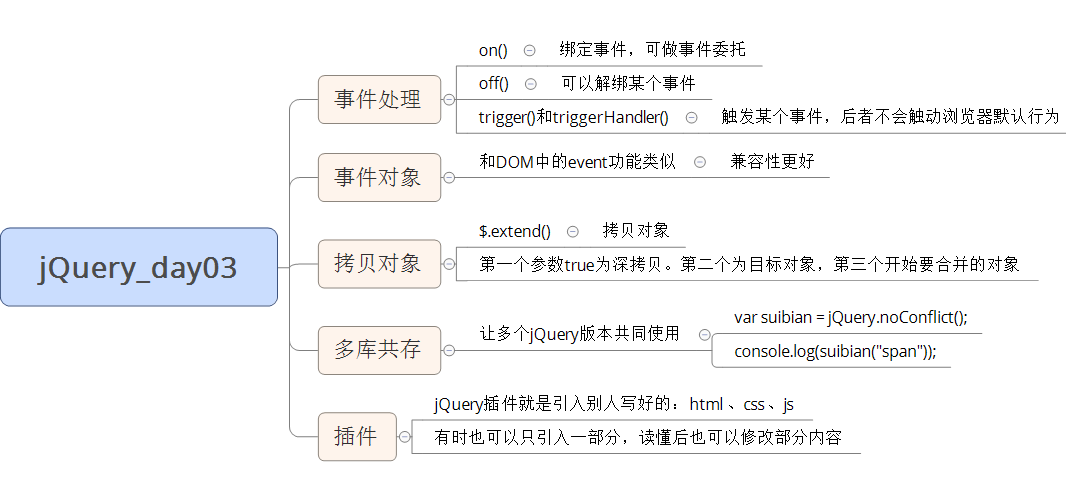 jQuery_day03
事件处理
on() 绑定事件，可做事件委托
off() 可以解绑某个事件
trigger()和triggerHandler() 触发某个事件，后者不会触动浏览器默认行为
事件对象
和DOM中的event功能类似 兼容性更好
拷贝对象
$.extend() 拷贝对象
第一个参数true为深拷贝。第二个为目标对象，第三个开始要合并的对象
多库共存
让多个jQuery版本共同使用
var suibian = jQuery.noConflict();
console.log(suibian("span"));
插件
jQuery插件就是引入别人写好的：html 、css 、js
有时也可以只引入一部分，读懂后也可以修改部分内容